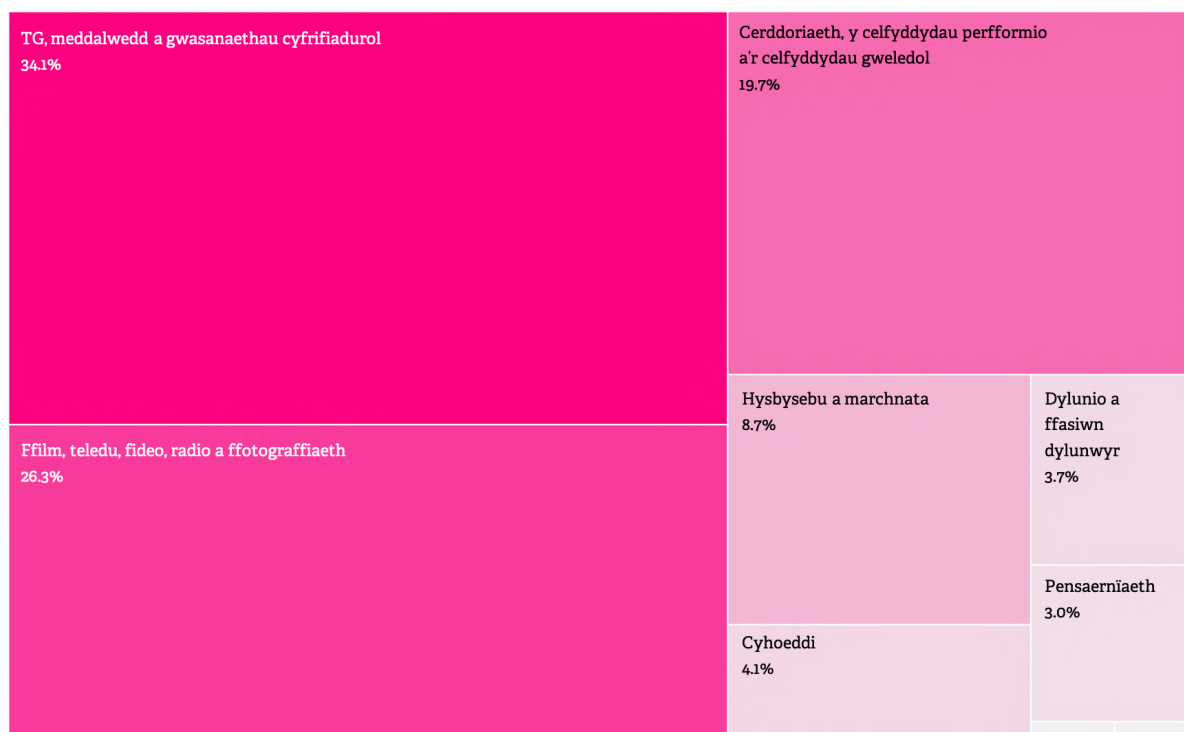 TG, meddalwedd a gwasanaethau cyfrifiadurol
34.1%
Cerddoriaeth, y celfyddydau perfformio
a'r celfyddydau gweledol
19.7%
Ffilm, teledu, fideo, radio a ffotograffiaeth
26.3%
Hysbysebu a marchnata
8.7%
Dylunio a
ffasiwn
dylunwyr
3.7%
Pensaernïaeth
3.0%
Cyhoeddi
4.1%